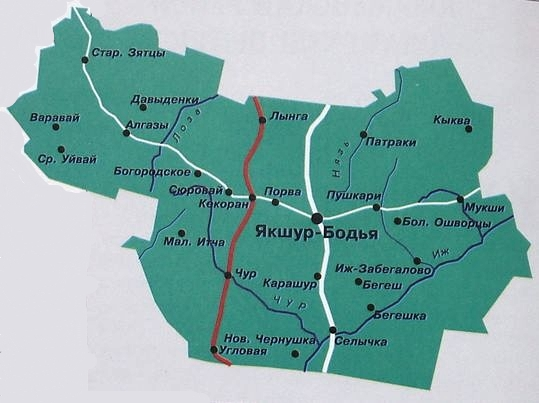 Стар. Зятцы
Давыденки
Варавай
Алгазы
Лоза
Лынга
Кыква
Ср. Уйвай
Нязь
Патраки
Богородское
Сюровай
Кекоран
Порва
Пушкари
Мукши
Якшур-Бодья
Бол. Ошворцы
Мал. Итча
Иж
Чур
Карашур
Иж-Забегалово
Бегеш
Чур
Бегешка
Нов. Чернушка
Селычка
Угловая